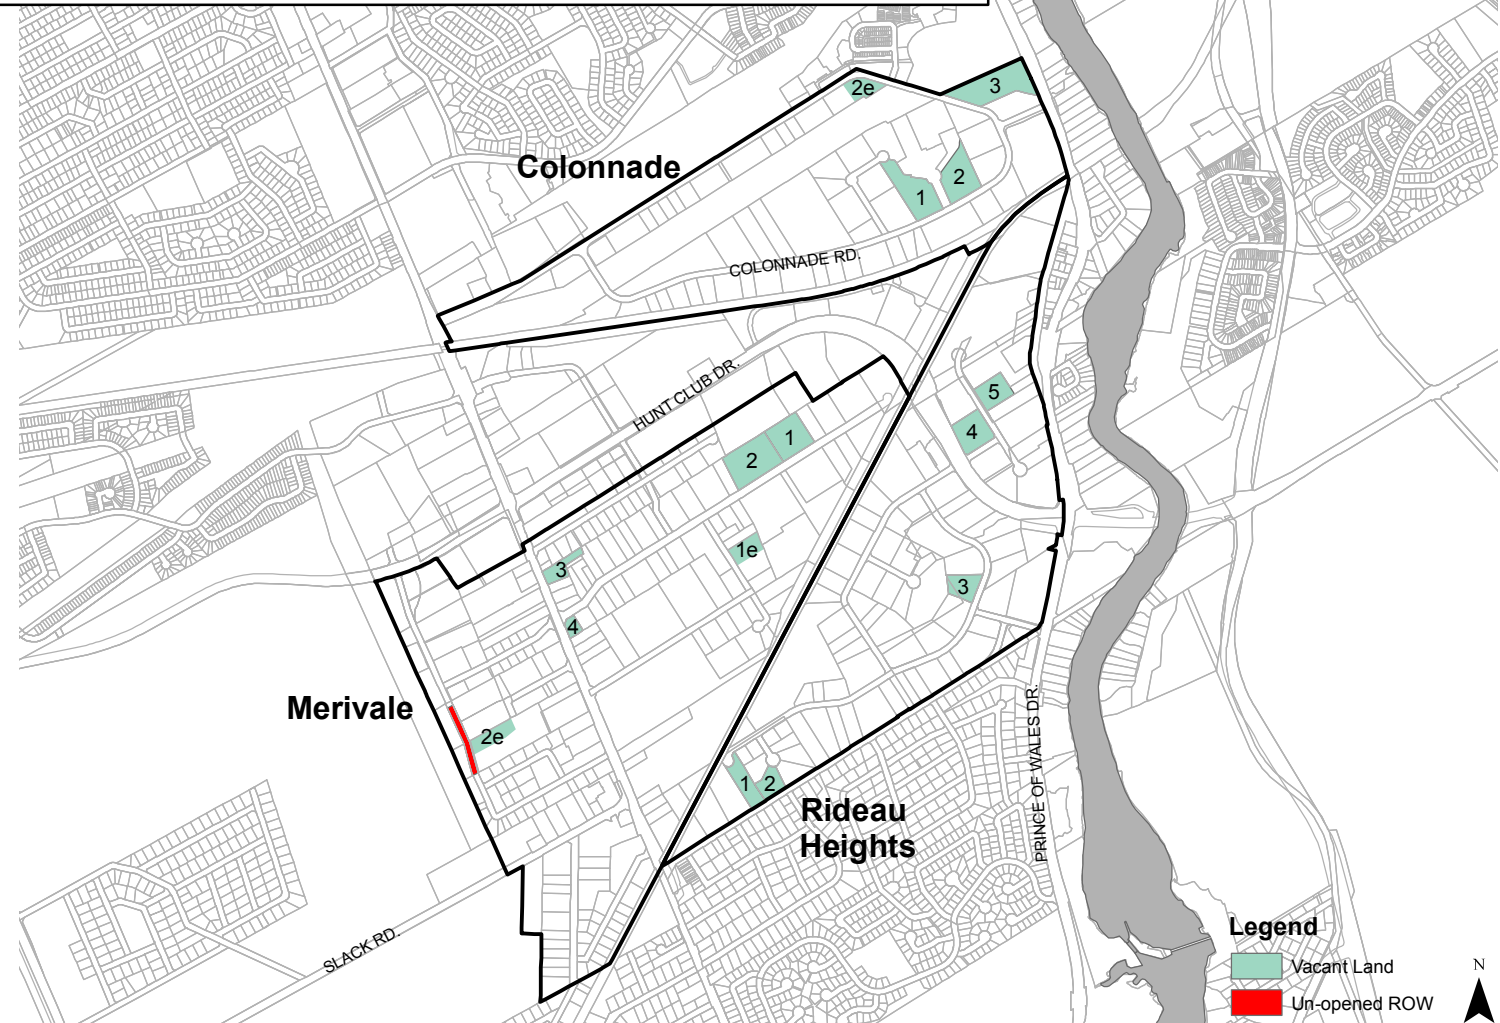 2e
3
Colonnade
2
1
COLONNADE RD.
HUNT CLUB DR.
5
4
1
2
1e
3
3
4
Merivale
2e
PRINCE OF WALES DR.
1
2
Rideau
Heights
SLACK RD.
Legend
Vacant Land
Un-opened ROW
N